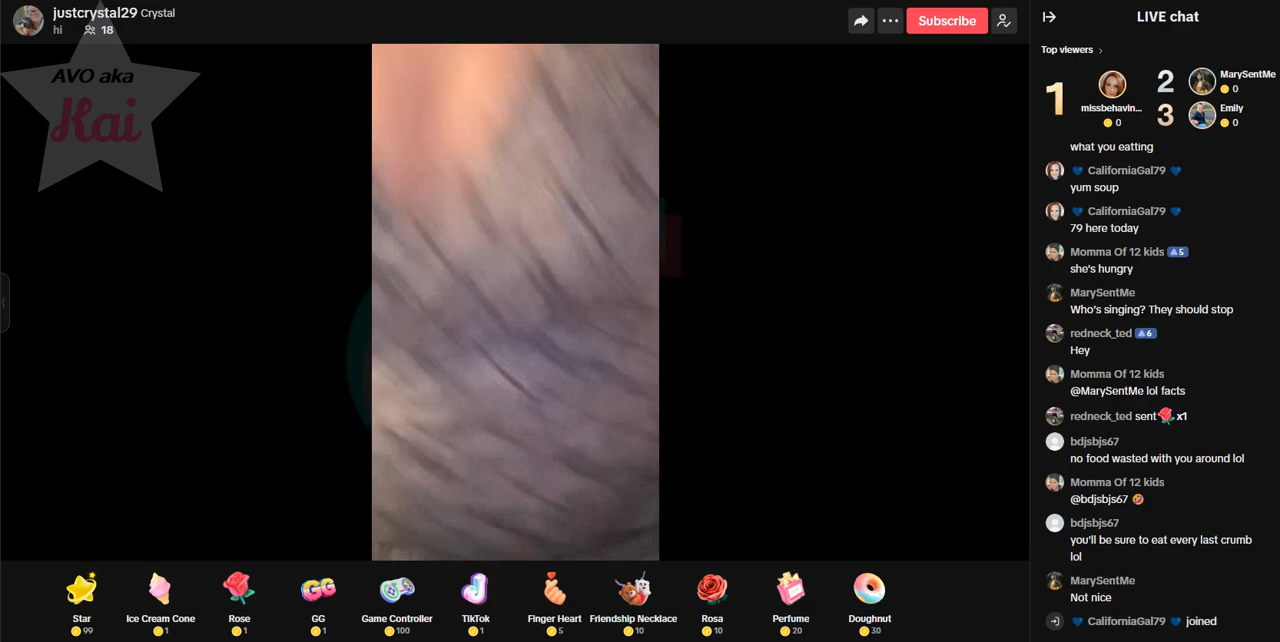 justcrystal29 Crystal
hi 18
Subscribe
AVO aka
Kai
LIVE chat
Top viewers
1 missbehavin... 0
2 MarySentMe 0
3 Emily 0
what you eatting
💙 CaliforniaGal79 💙
yum soup
💙 CaliforniaGal79 💙
79 here today
Momma Of 12 kids 5
she's hungry
MarySentMe
Who's singing? They should stop
redneck_ted 6
Hey
Momma Of 12 kids
@MarySentMe lol facts
redneck_ted sent 🌹 x1
bdjsbjs67
no food wasted with you around lol
Momma Of 12 kids
@bdjsbjs67 🤣
bdjsbjs67
you'll be sure to eat every last crumb
lol
MarySentMe
Not nice
💙 CaliforniaGal79 💙 joined
GG
Star Ice Cream Cone Rose GG Game Controller TikTok Finger Heart Friendship Necklace Rosa Perfume Doughnut
99 1 1 1 100 1 5 10 10 20 30